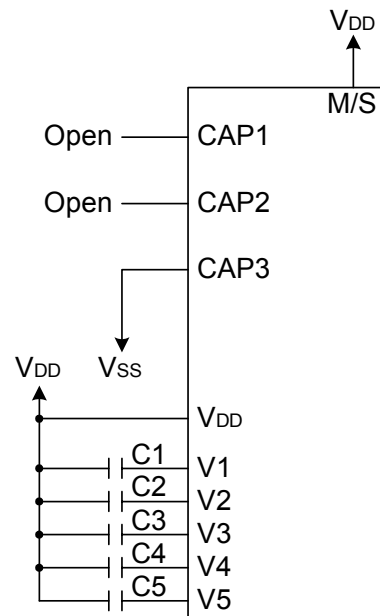 VDD
M/S
Open CAP1
Open CAP2
CAP3
VDD VSS
VDD
C1 V1
C2 V2
C3 V3
C4 V4
C5 V5